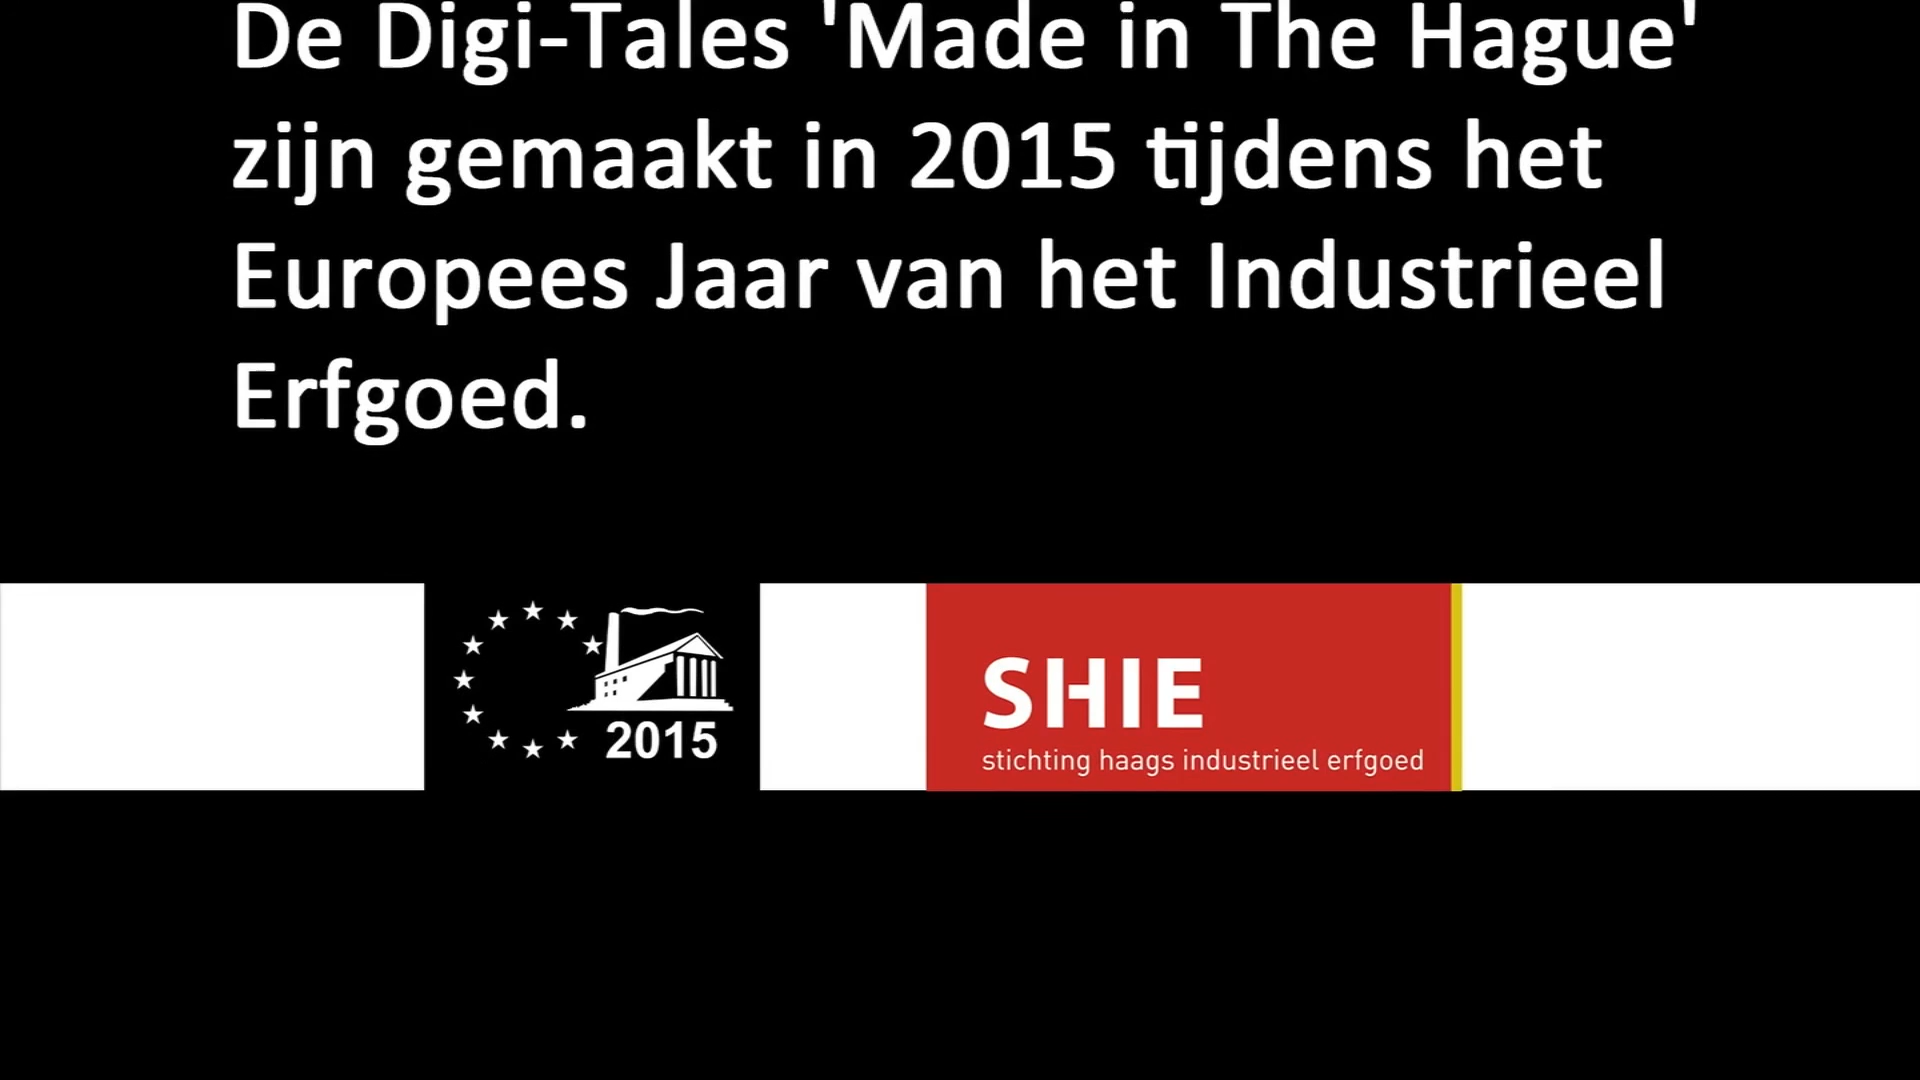 De Digi-Tales 'Made in The Hague'
zijn gemaakt in 2015 tijdens het
Europees Jaar van het Industrieel
Erfgoed.
2015
SHIE
stichting haags industrieel erfgoed